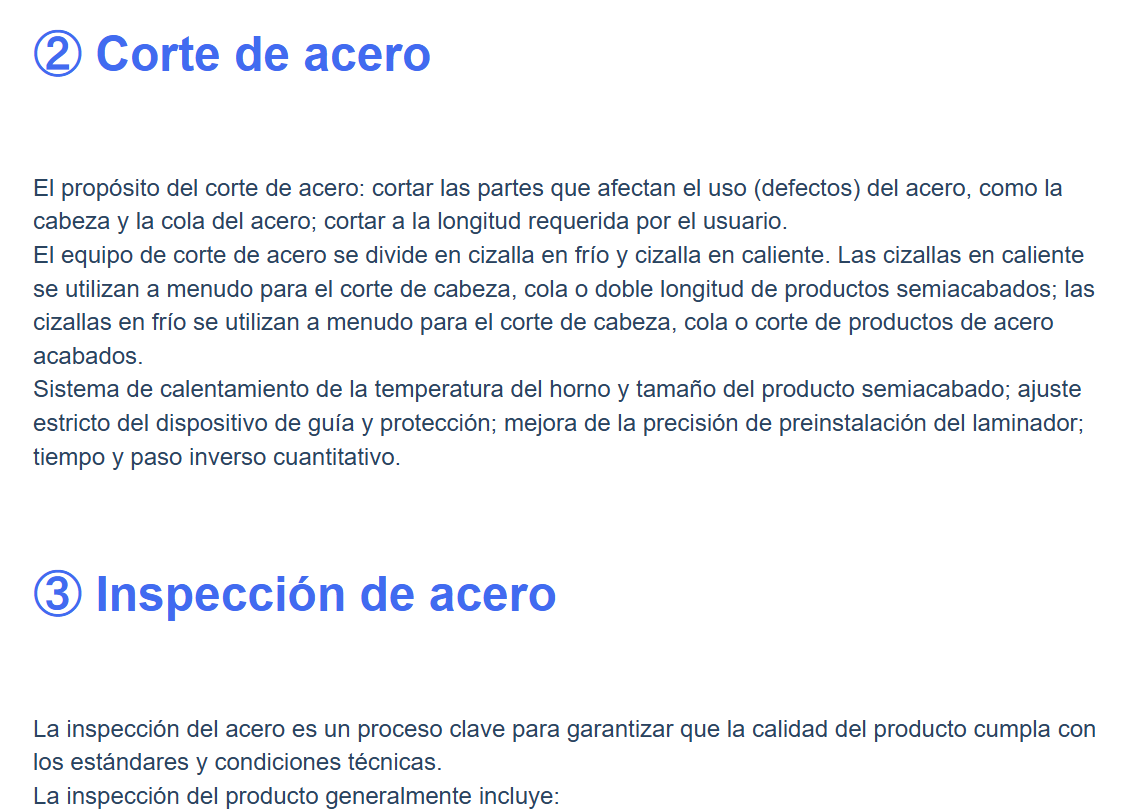 ② Corte de acero
El propósito del corte de acero: cortar las partes que afectan el uso (defectos) del acero, como la
cabeza y la cola del acero; cortar a la longitud requerida por el usuario.
El equipo de corte de acero se divide en cizalla en frío y cizalla en caliente. Las cizallas en caliente
se utilizan a menudo para el corte de cabeza, cola o doble longitud de productos semiacabados; las
cizallas en frío se utilizan a menudo para el corte de cabeza, cola o corte de productos de acero
acabados.
Sistema de calentamiento de la temperatura del horno y tamaño del producto semiacabado; ajuste
estricto del dispositivo de guía y protección; mejora de la precisión de preinstalación del laminador;
tiempo y paso inverso cuantitativo.
③ Inspección de acero
La inspección del acero es un proceso clave para garantizar que la calidad del producto cumpla con
los estándares y condiciones técnicas.
La inspección del producto generalmente incluye: